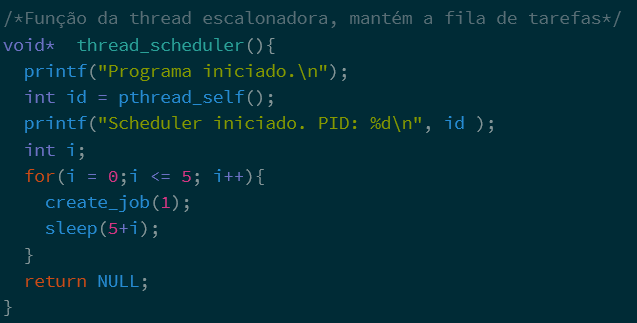 /*Função da thread escalonadora, mantém a fila de tarefas*/
void*  thread_scheduler(){
  printf("Programa iniciado.\n");
  int id = pthread_self();
  printf("Scheduler iniciado. PID: %d\n", id );
  int i;
  for(i = 0;i <= 5; i++){
    create_job(1);
    sleep(5+i);
  }
  return NULL;
}